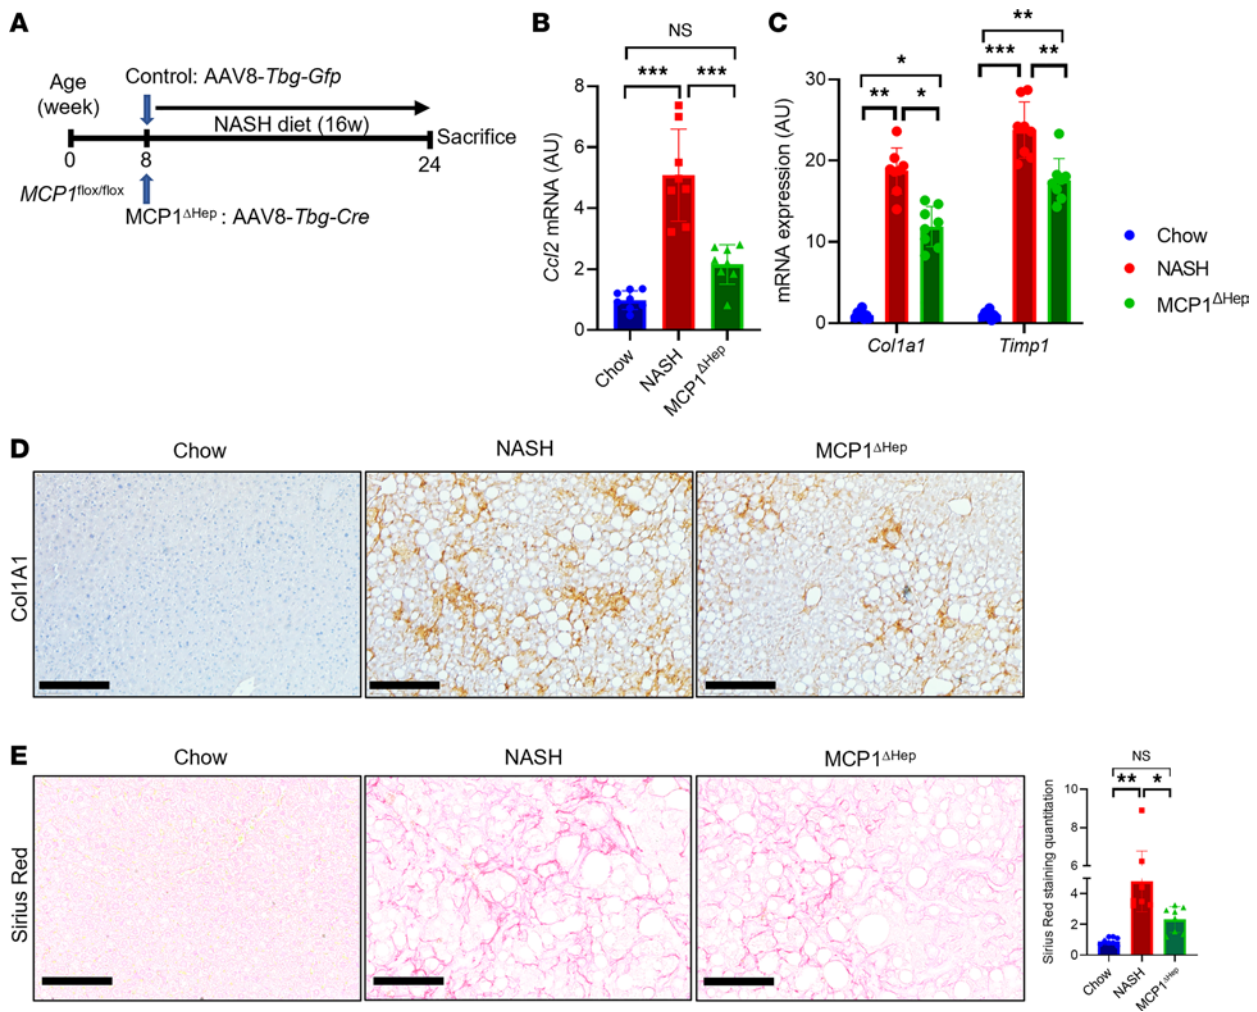 A
Age
(week)
Control: AAV8-Tbg-Gfp
NASH diet (16w)
Sacrifice
0
8
24
MCP1flox/flox
MCP1ΔHep : AAV8-Tbg-Cre
B
NS
***
***
Ccl2 mRNA (AU)
8
6
4
2
0
Chow
NASH
MCP1ΔHep
C
**
***
**
*
**
*
mRNA expression (AU)
30
20
10
0
Col1a1
Timp1
Chow
NASH
MCP1ΔHep
D
Chow
NASH
MCP1ΔHep
Col1A1
E
Chow
NASH
MCP1ΔHep
Sirius Red
NS
**
*
Sirius Red staining quantitation
10
8
6
4
2
0
Chow
NASH
MCP1ΔHep